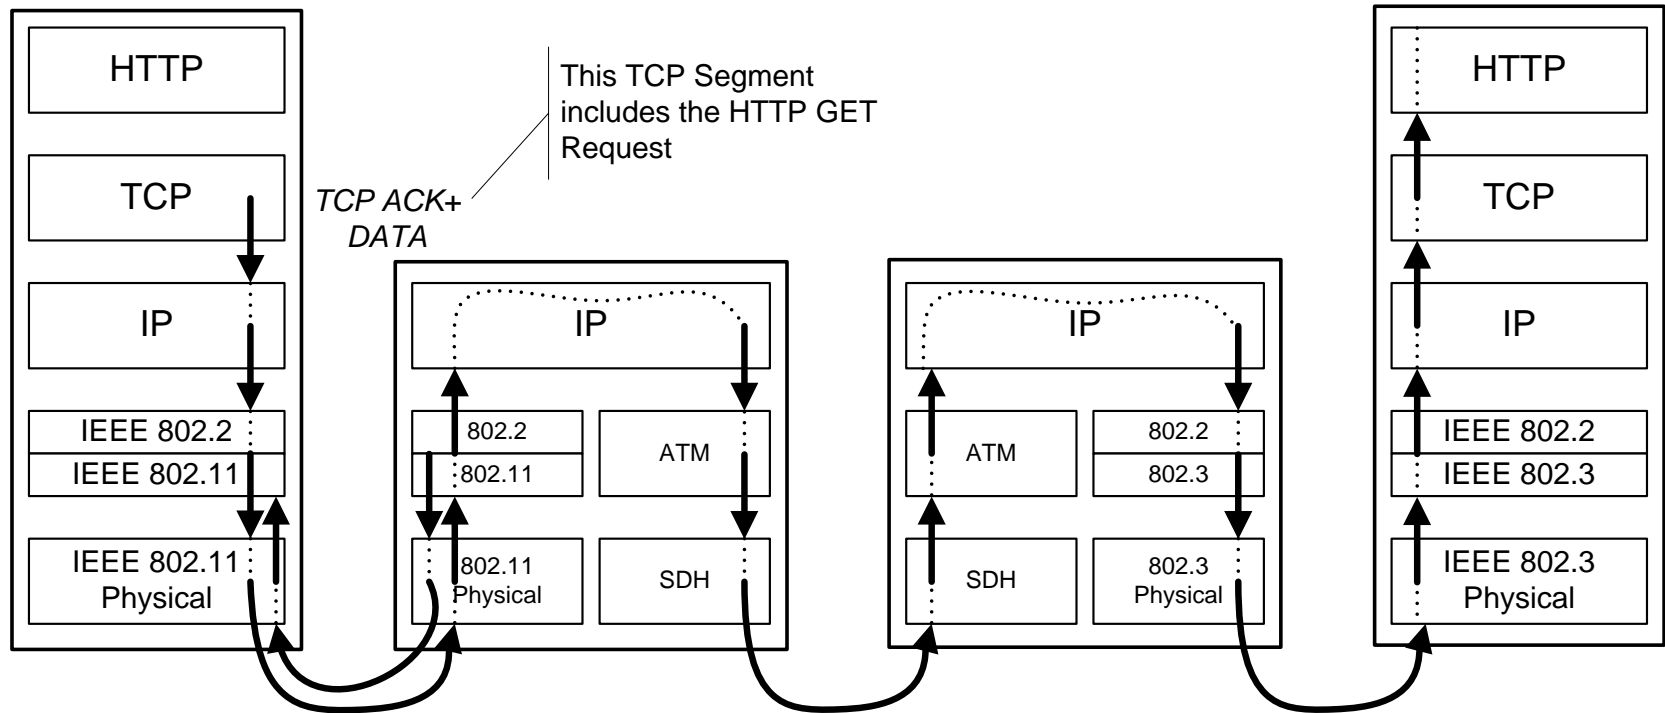 HTTP
TCP
IP
IEEE 802.2
IEEE 802.11
IEEE 802.11
Physical
This TCP Segment
includes the HTTP GET
Request
TCP ACK+
DATA
IP
802.2
802.11
ATM
802.11
Physical
SDH
IP
ATM
802.2
802.3
SDH
802.3
Physical
HTTP
TCP
IP
IEEE 802.2
IEEE 802.3
IEEE 802.3
Physical